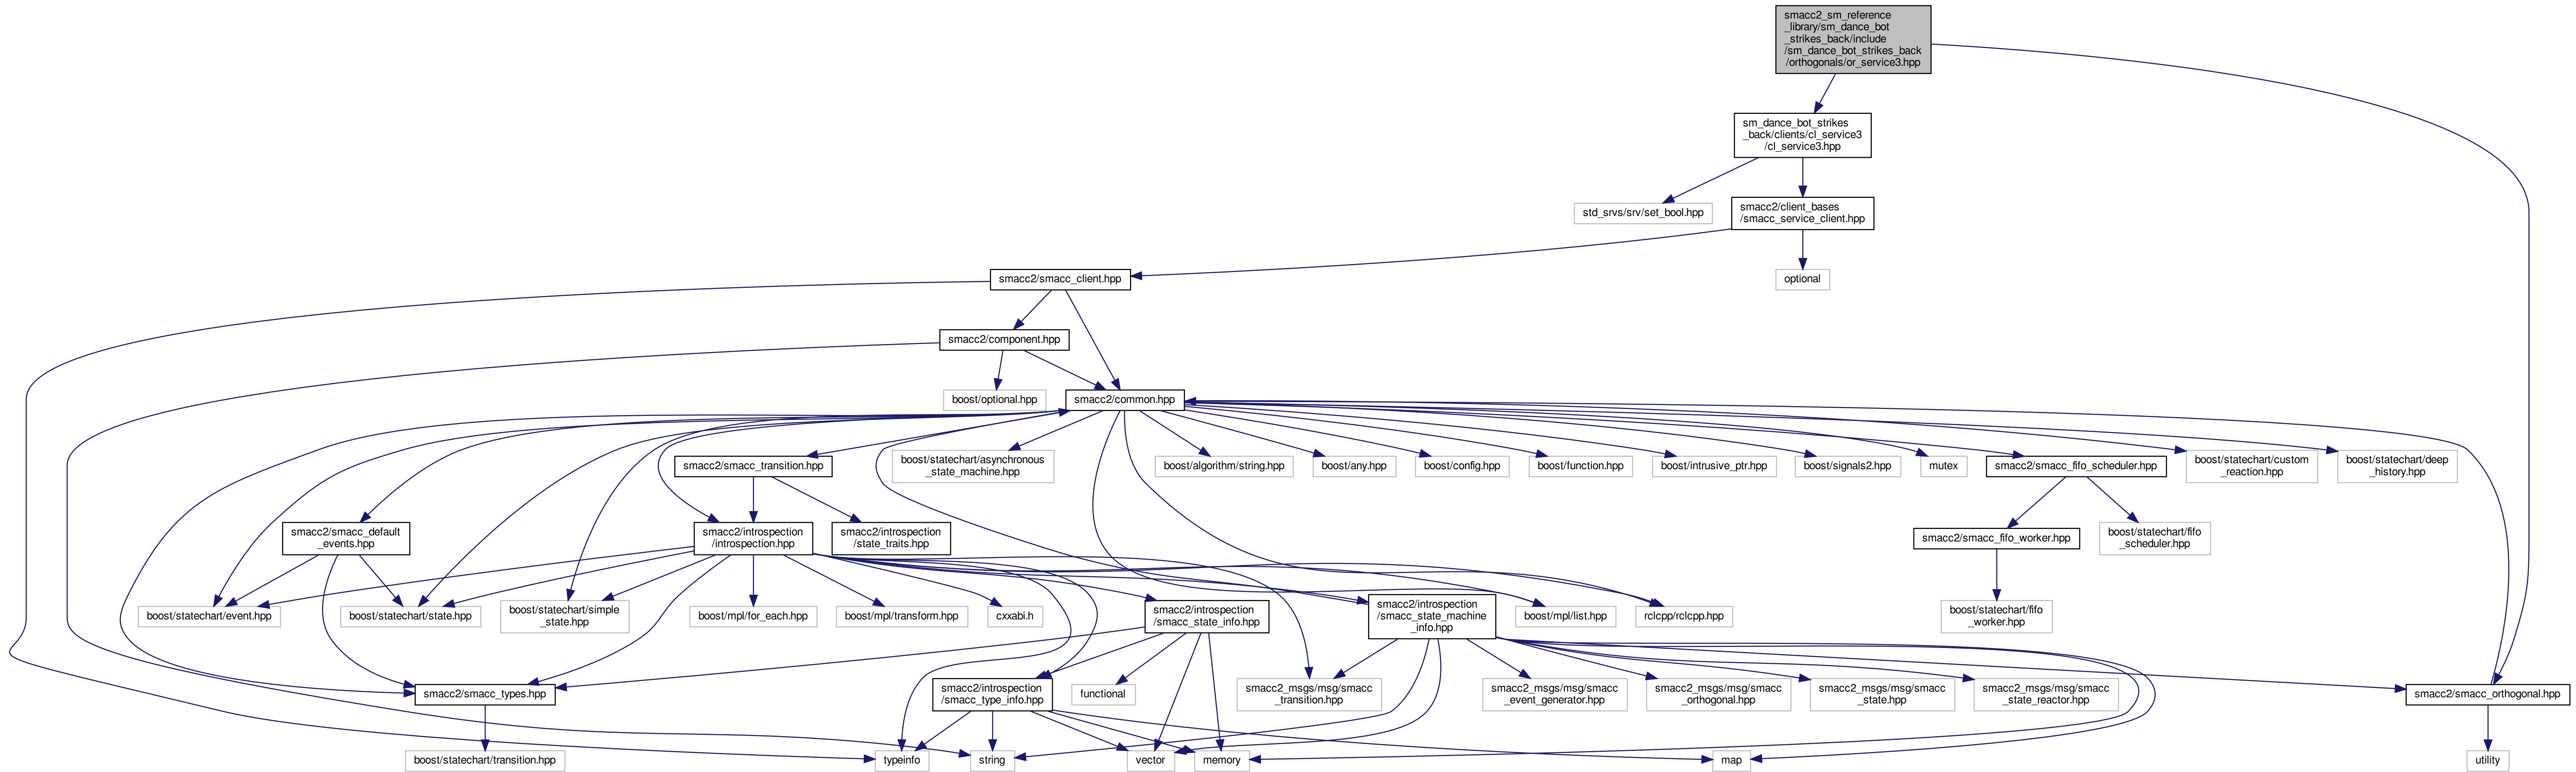 smacc2_sm_reference
_library/sm_dance_bot
_strikes_back/include
/sm_dance_bot_strikes_back
/orthogonals/or_service3.hpp
sm_dance_bot_strikes
_back/clients/cl_service3
/cl_service3.hpp
std_srvs/srv/set_bool.hpp
smacc2/client_bases
/smacc_service_client.hpp
smacc2/smacc_client.hpp
optional
smacc2/component.hpp
boost/optional.hpp
smacc2/common.hpp
smacc2/smacc_transition.hpp
boost/statechart/asynchronous
_state_machine.hpp
boost/algorithm/string.hpp
boost/any.hpp
boost/config.hpp
boost/function.hpp
boost/intrusive_ptr.hpp
boost/signals2.hpp
mutex
smacc2/smacc_fifo_scheduler.hpp
boost/statechart/custom
_reaction.hpp
boost/statechart/deep
_history.hpp
smacc2/smacc_default
_events.hpp
smacc2/introspection
/introspection.hpp
smacc2/introspection
/state_traits.hpp
smacc2/smacc_fifo_worker.hpp
boost/statechart/fifo
_scheduler.hpp
boost/statechart/event.hpp
boost/statechart/state.hpp
boost/statechart/simple
_state.hpp
boost/mpl/for_each.hpp
boost/mpl/transform.hpp
cxxabi.h
smacc2/introspection
/smacc_state_info.hpp
smacc2/introspection
/smacc_state_machine
_info.hpp
boost/mpl/list.hpp
rclcpp/rclcpp.hpp
boost/statechart/fifo
_worker.hpp
smacc2/smacc_types.hpp
smacc2/introspection
/smacc_type_info.hpp
functional
smacc2_msgs/msg/smacc
_transition.hpp
smacc2_msgs/msg/smacc
_event_generator.hpp
smacc2_msgs/msg/smacc
_orthogonal.hpp
smacc2_msgs/msg/smacc
_state.hpp
smacc2_msgs/msg/smacc
_state_reactor.hpp
smacc2/smacc_orthogonal.hpp
boost/statechart/transition.hpp
typeinfo
string
vector
memory
map
utility